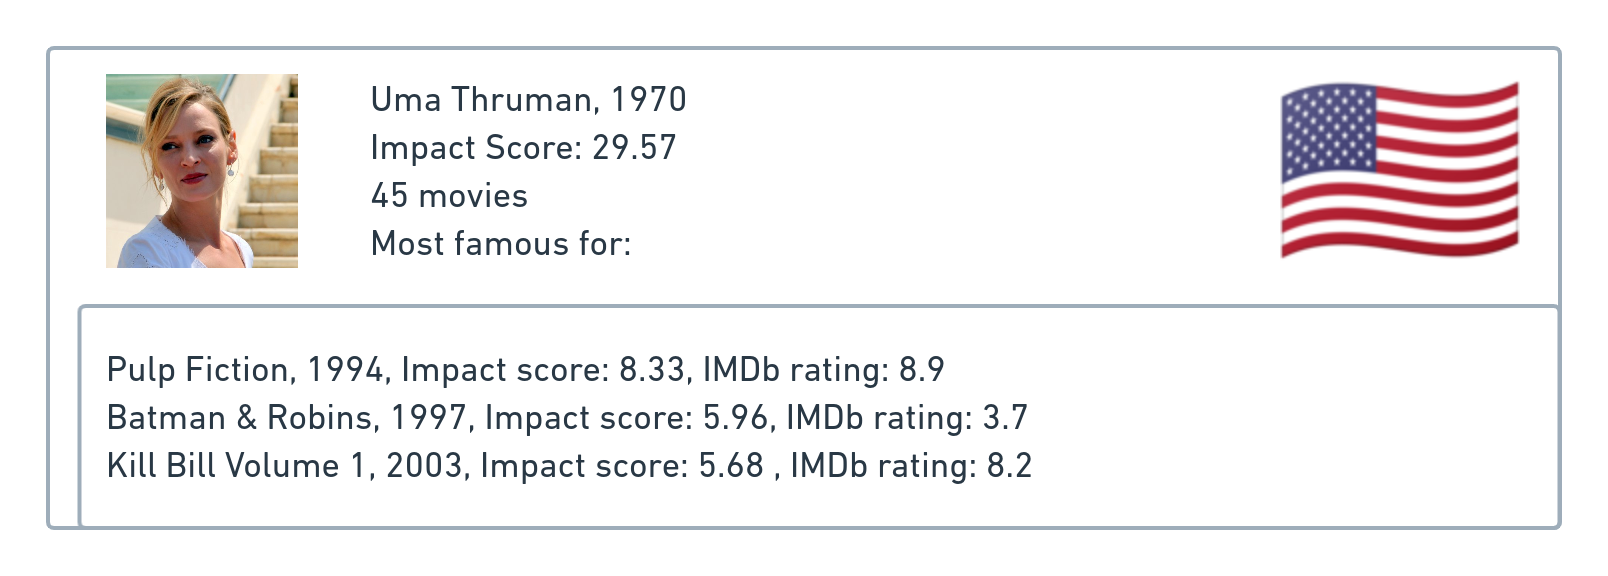 Uma Thruman, 1970
Impact Score: 29.57
45 movies
Most famous for:
Pulp Fiction, 1994, Impact score: 8.33, IMDb rating: 8.9
Batman & Robins, 1997, Impact score: 5.96, IMDb rating: 3.7
Kill Bill Volume 1, 2003, Impact score: 5.68 , IMDb rating: 8.2